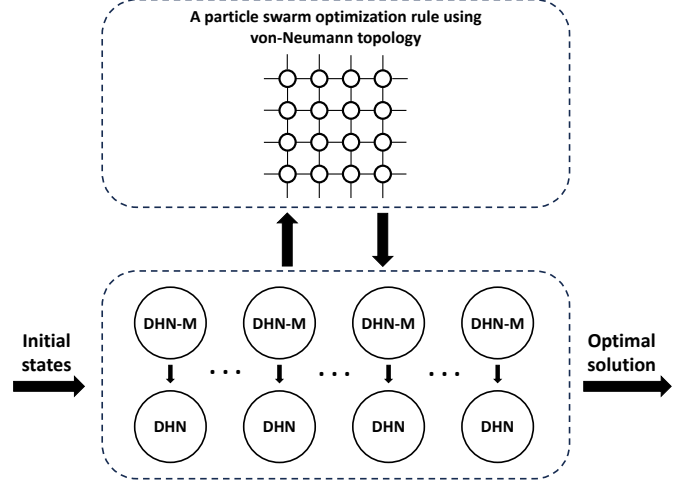 A particle swarm optimization rule using
von-Neumann topology
Initial
states
DHN-M
DHN-M
DHN-M
DHN-M
Optimal
solution
· · ·
· · ·
· · ·
DHN
DHN
DHN
DHN